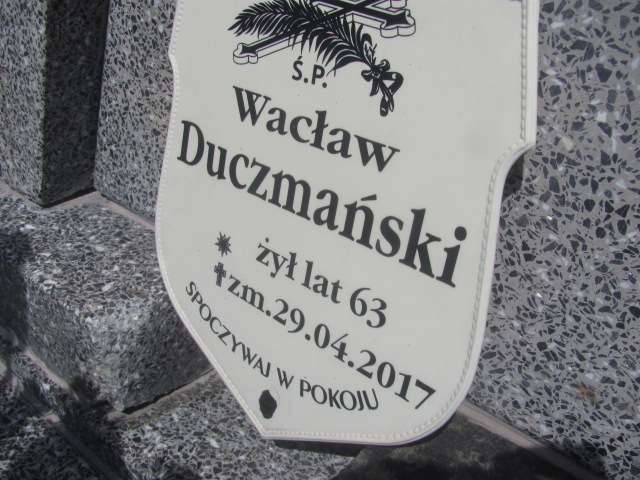 Ś.P.
Wacław
Duczmański
żył lat 63
zm.29.04.2017
SPOCZYWAJ W POKOJU